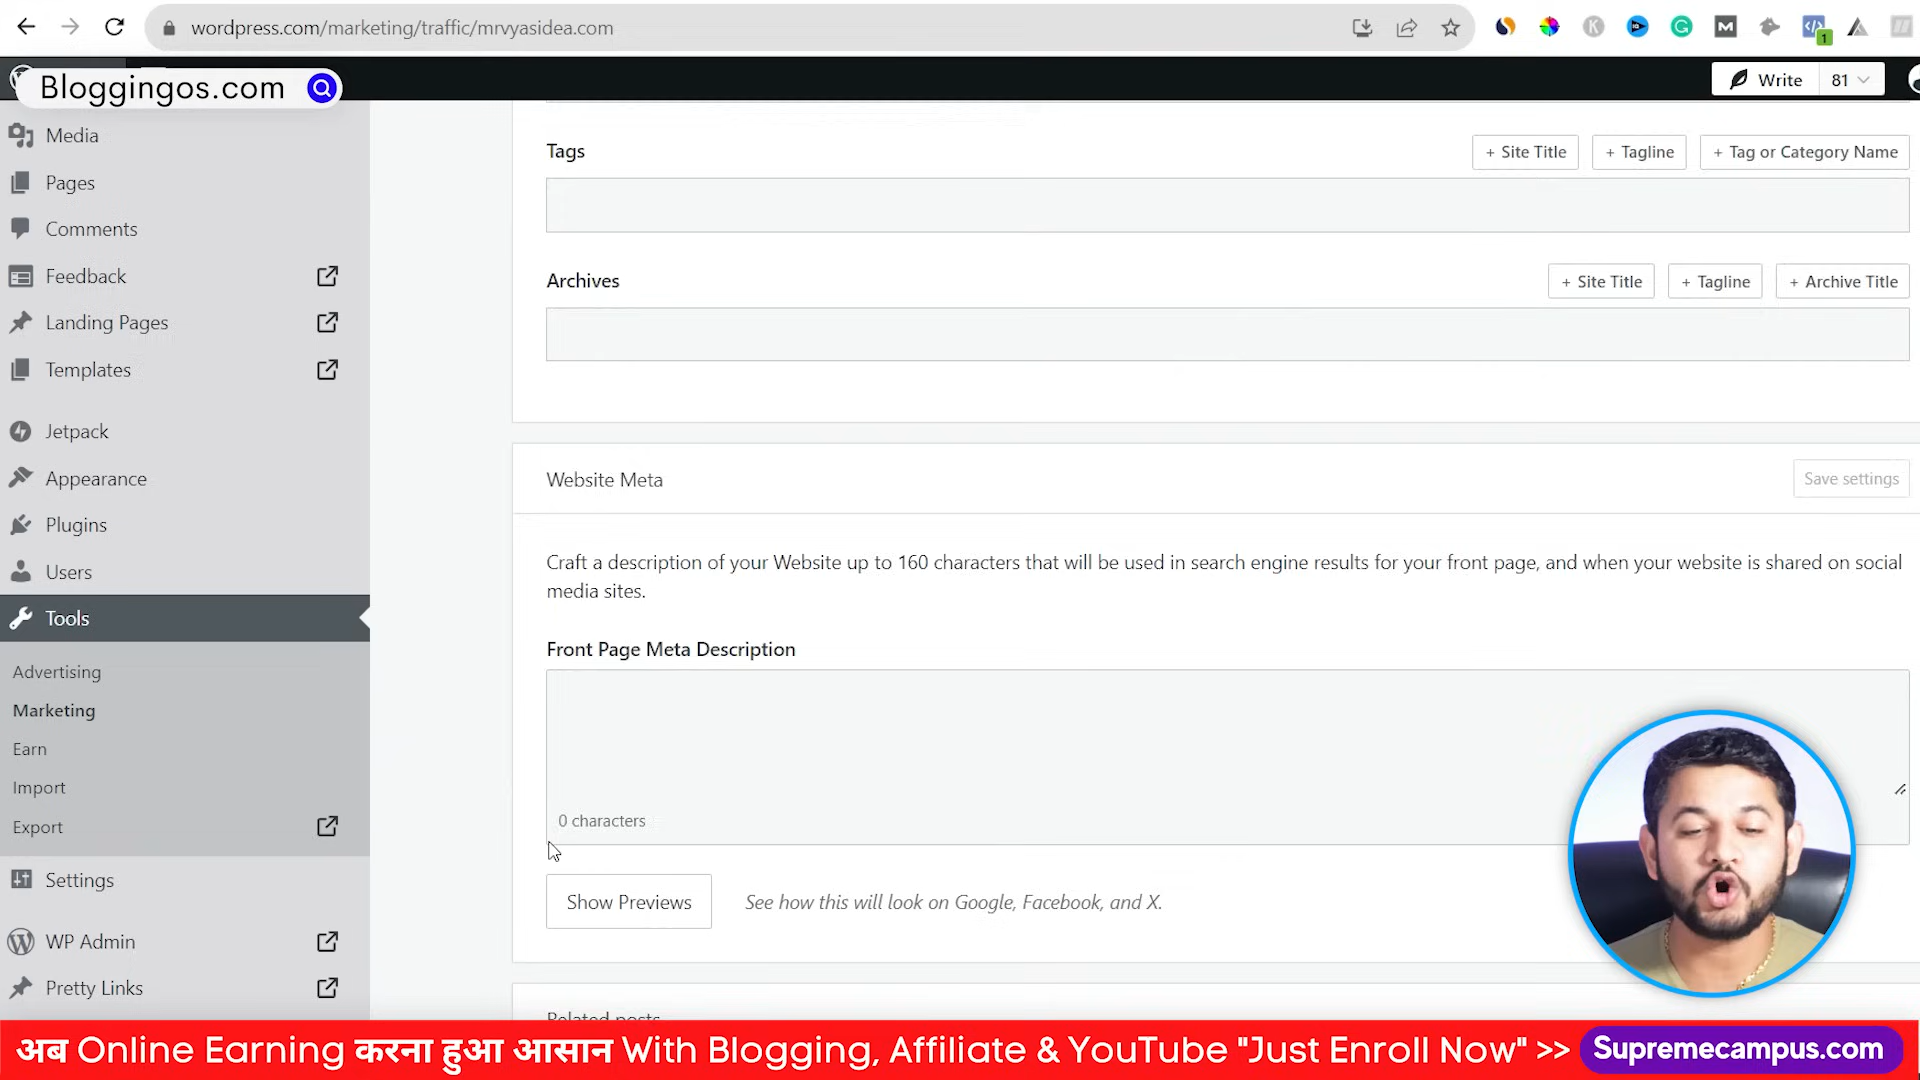 wordpress.com/marketing/traffic/mrvyasidea.com
1
Bloggingos.com
Write
81
Media
Pages
Comments
Feedback
Landing Pages
Templates
Jetpack
Appearance
Plugins
Users
Tools
Advertising
Marketing
Earn
Import
Export
Settings
WP Admin
Pretty Links
Tags
+ Site Title
+ Tagline
+ Tag or Category Name
Archives
+ Site Title
+ Tagline
+ Archive Title
Website Meta
Save settings
Craft a description of your Website up to 160 characters that will be used in search engine results for your front page, and when your website is shared on social
media sites.
Front Page Meta Description
0 characters
Show Previews
See how this will look on Google, Facebook, and X.
Related posts
अब Online Earning करना हुआ आसान With Blogging, Affiliate & YouTube "Just Enroll Now" >>
Supremecampus.com